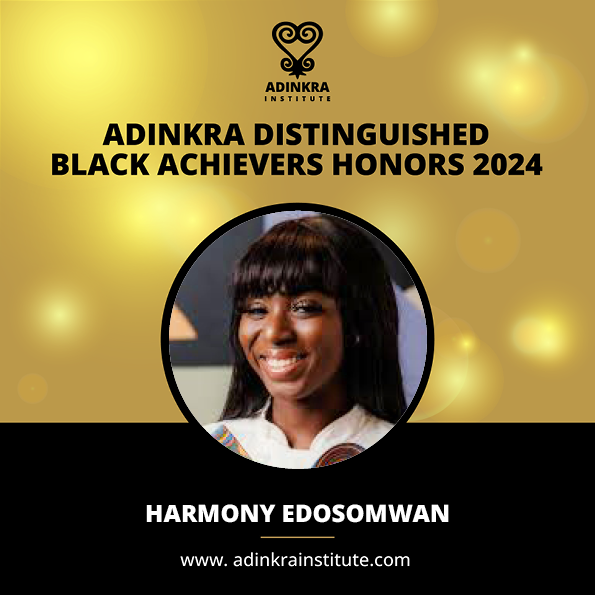 ADINKRA
INSTITUTE
ADINKRA DISTINGUISHED
BLACK ACHIEVERS HONORS 2024
HARMONY EDOSOMWAN
www. adinkrainstitute.com